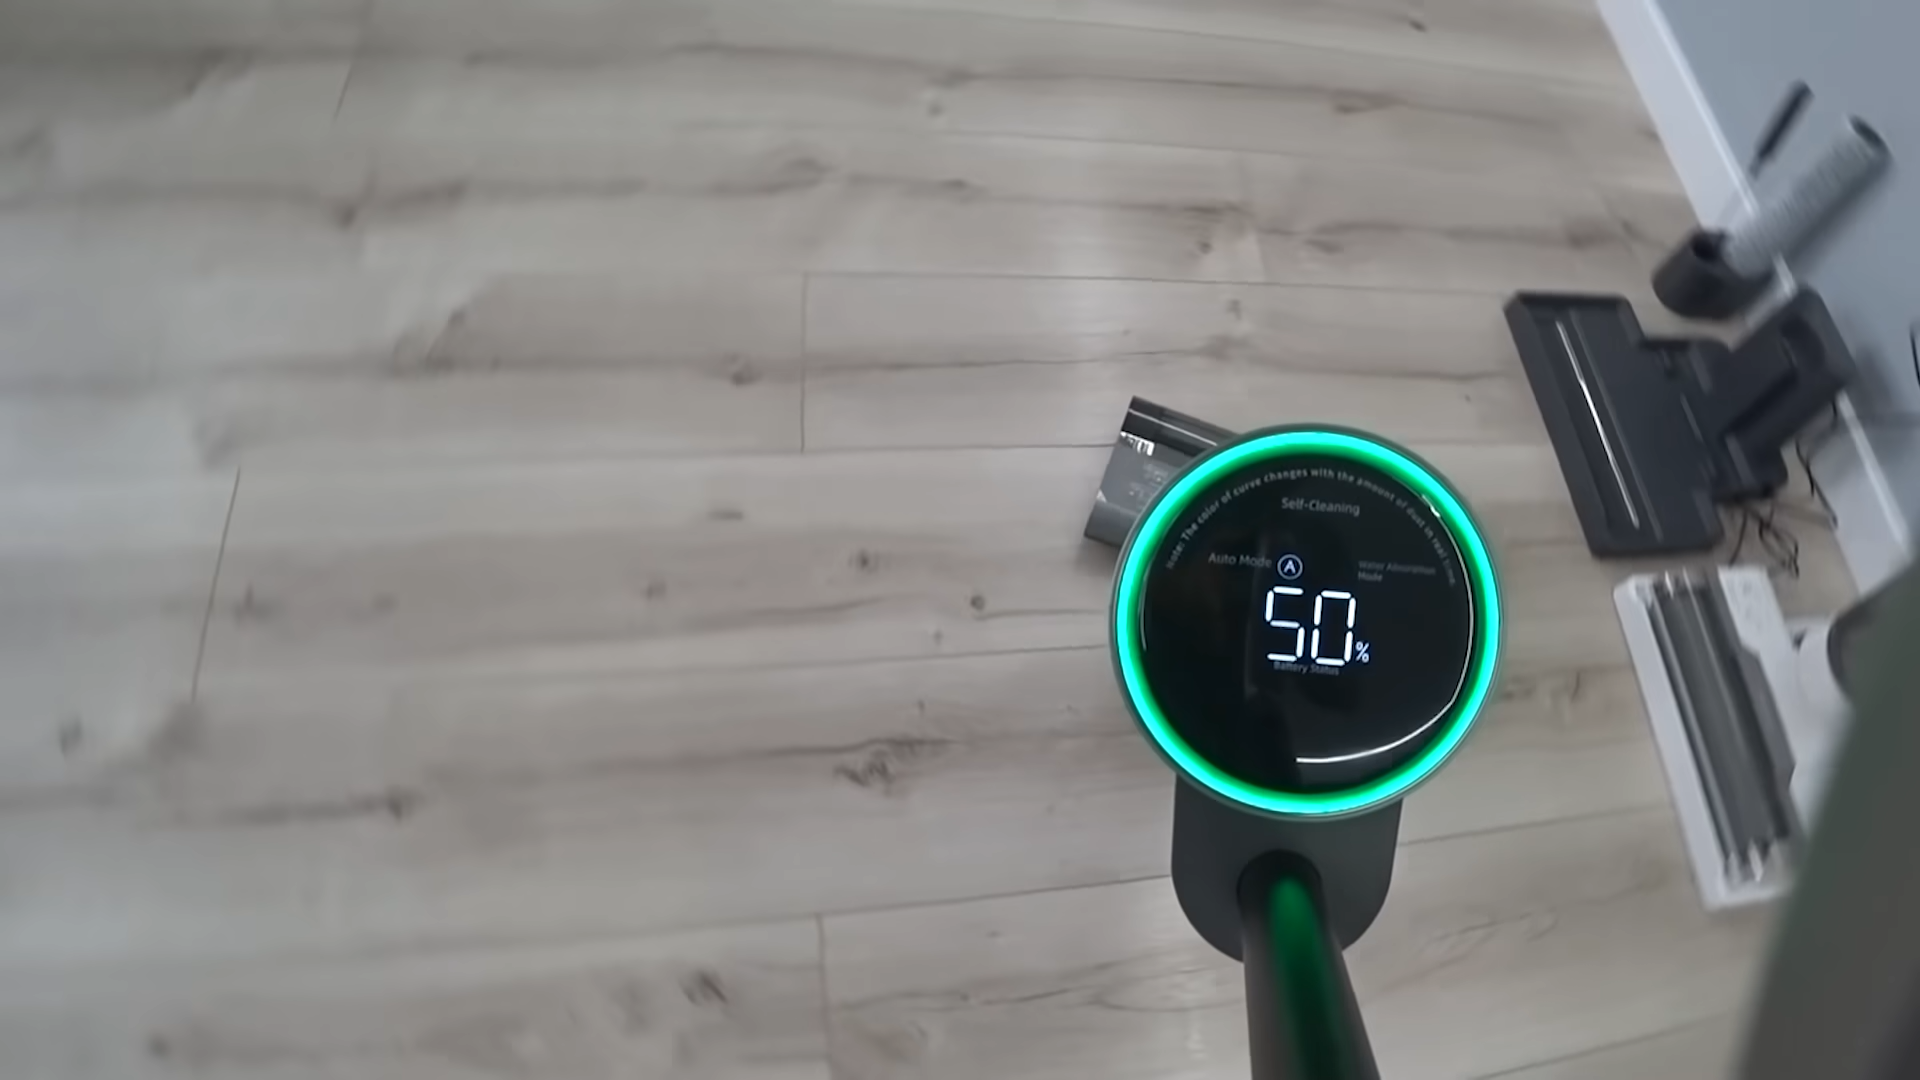 Note: The color of curve changes with the amount of dust in real time.
Self-Cleaning
Auto Mode A
Water Absorption
Mode
50%
Battery Status